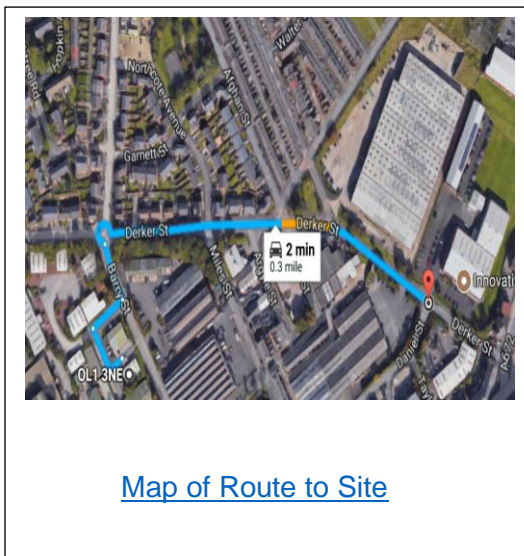 Walter
Afghan St
Northcote Avenue
Garnett St
Derker St
Derker St
2 min
0.3 mile
Barry St
Miles St
Innovati
OL1 3NE
Daniel St
Derker St
A672
Map of Route to Site